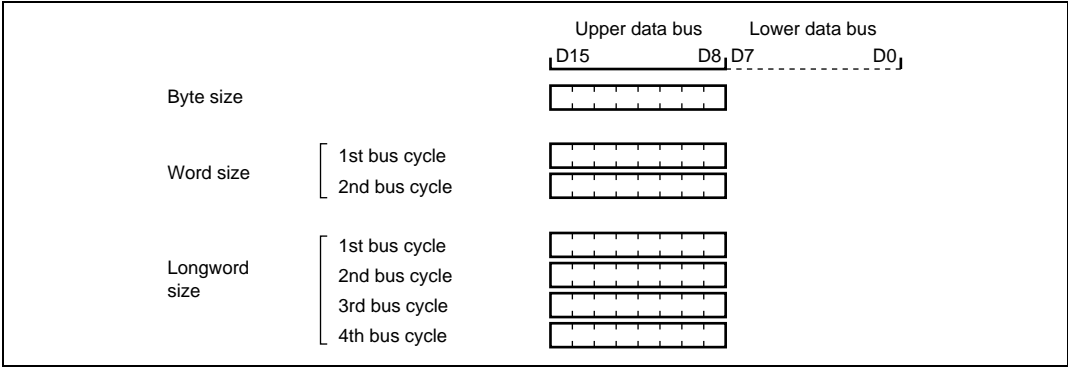 Upper data bus Lower data bus
D15 D8 D7 D0
Byte size
Word size
1st bus cycle
2nd bus cycle
Longword
size
1st bus cycle
2nd bus cycle
3rd bus cycle
4th bus cycle